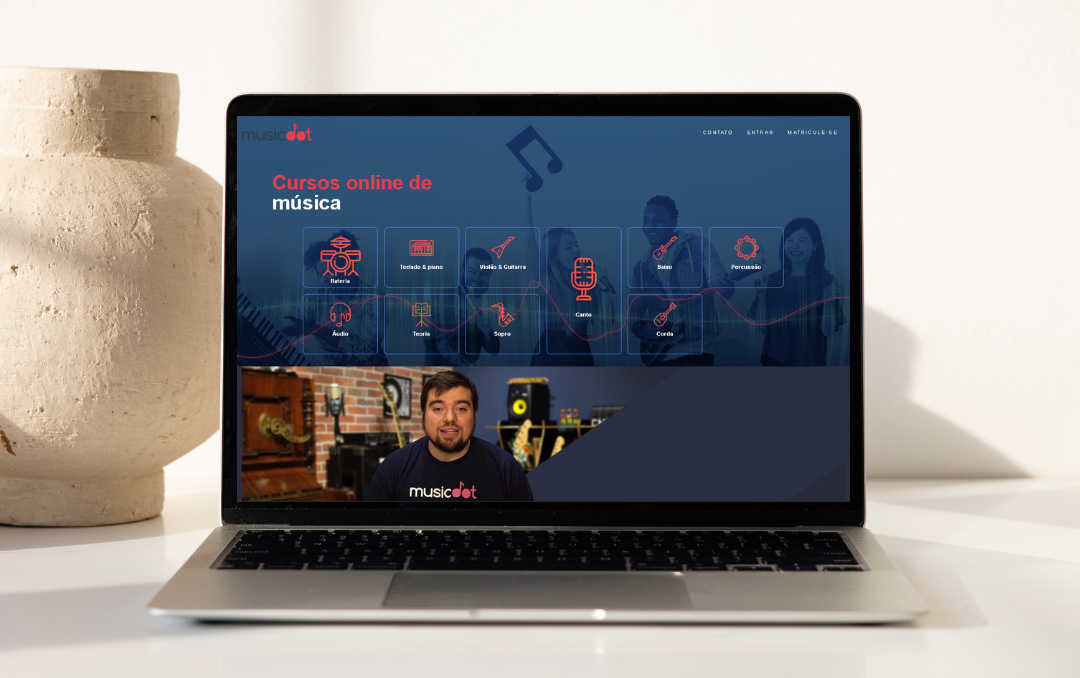 musicdot
CONTATO ENTRAR MATRICULE-SE
Cursos online de
música
Bateria
Teclado & piano
Violão & Guitarra
Canto
Baixo
Percussão
Áudio
Teoria
Sopro
Corda
musicdot